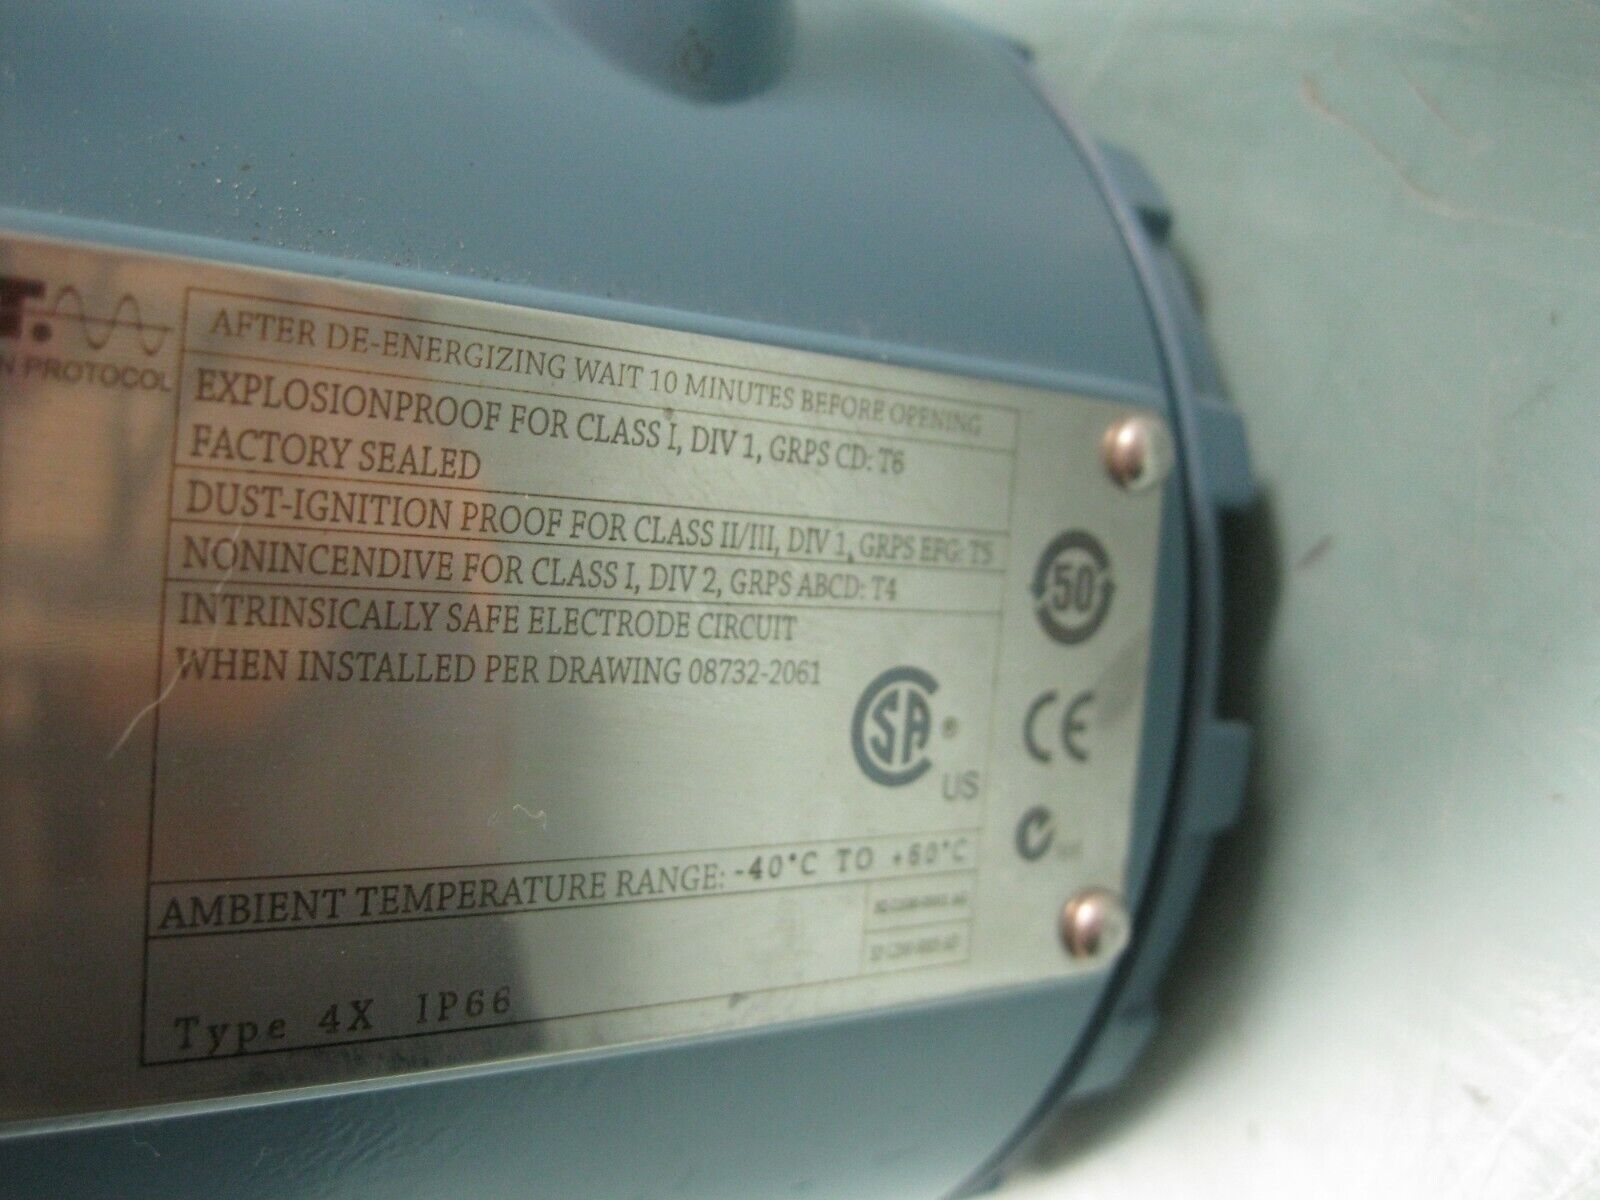 T.
N PROTOCOL
AFTER DE-ENERGIZING WAIT 10 MINUTES BEFORE OPENING
EXPLOSIONPROOF FOR CLASS I, DIV 1, GRPS CD: T6
FACTORY SEALED
DUST-IGNITION PROOF FOR CLASS II/III, DIV 1, GRPS EFG: T5
NONINCENDIVE FOR CLASS I, DIV 2, GRPS ABCD: T4
INTRINSICALLY SAFE ELECTRODE CIRCUIT
WHEN INSTALLED PER DRAWING 08732-2061
50
SA ®
US
CE
AMBIENT TEMPERATURE RANGE: -40°C TO +60°C
Type 4X IP66